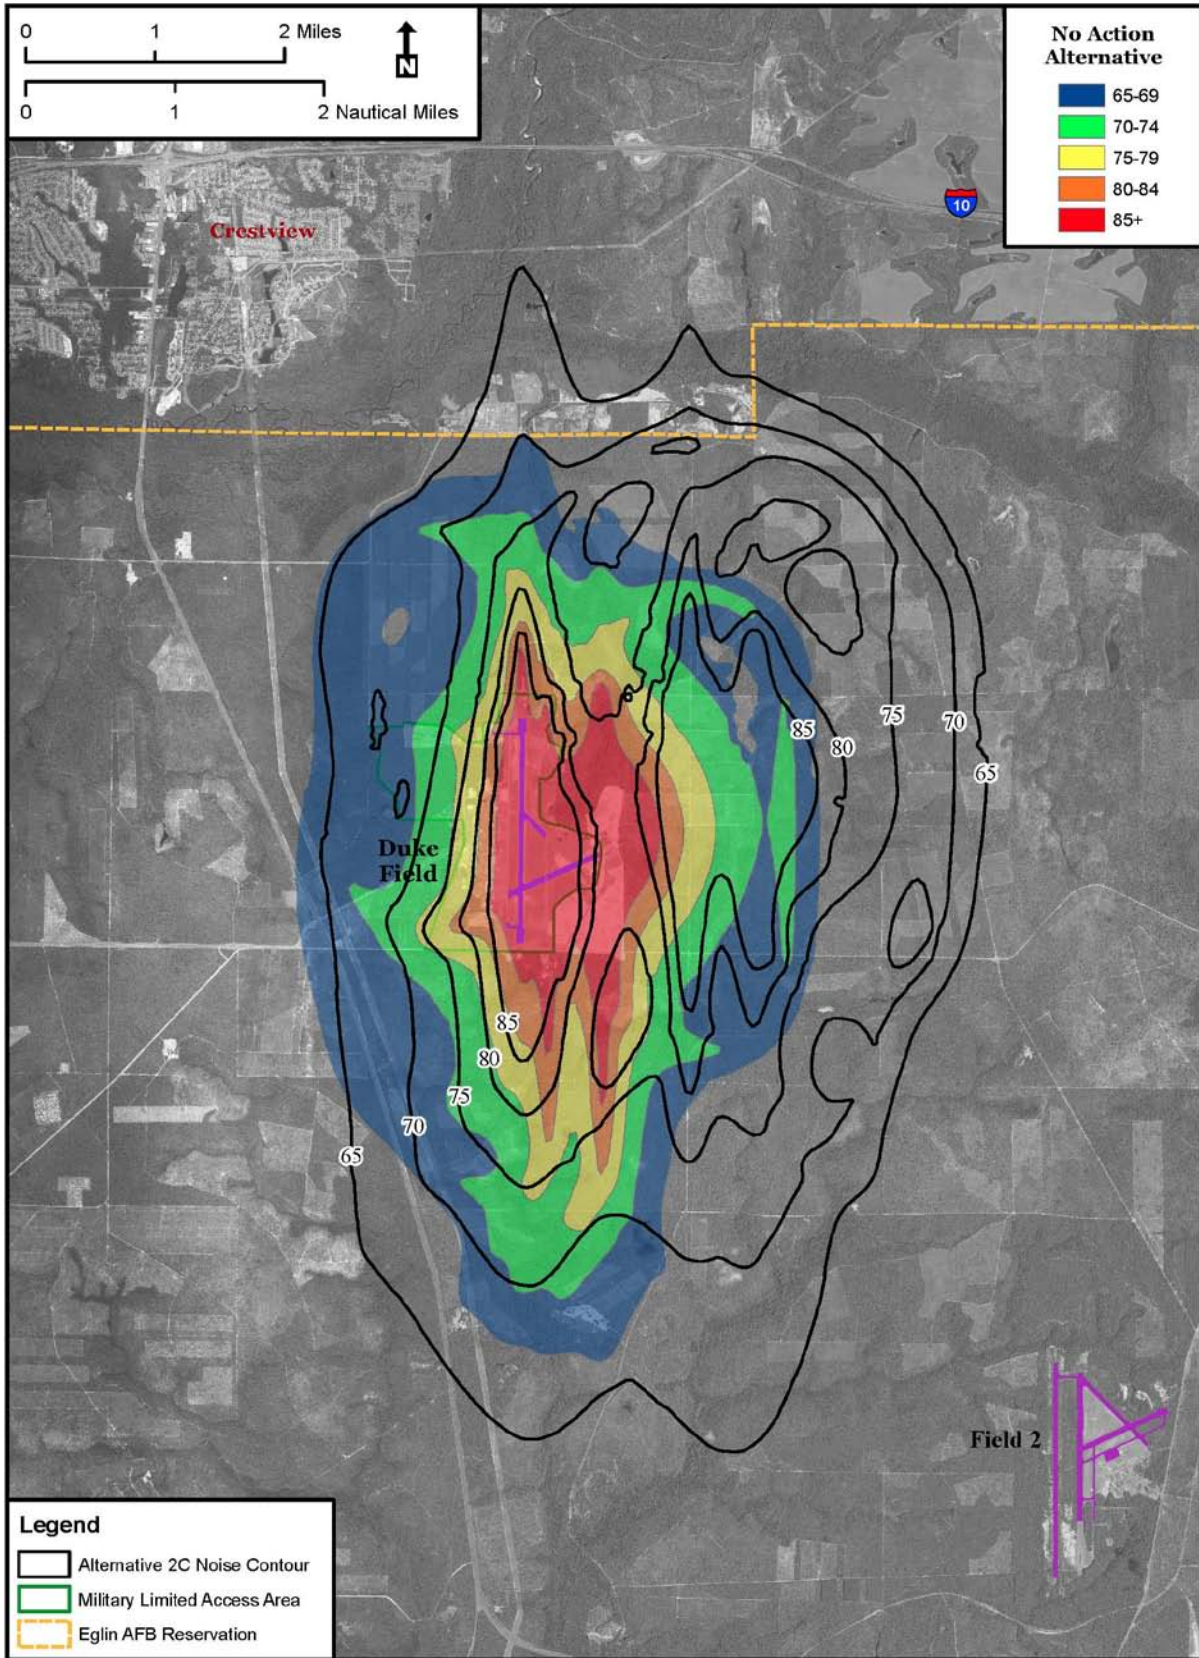 0 1 2 Miles
N
0 1 2 Nautical Miles
No Action
Alternative
65-69
70-74
75-79
80-84
85+
10
Crestview
85
80
75
70
65
Duke
Field
85
80
75
70
65
Field 2
Legend
Alternative 2C Noise Contour
Military Limited Access Area
Eglin AFB Reservation